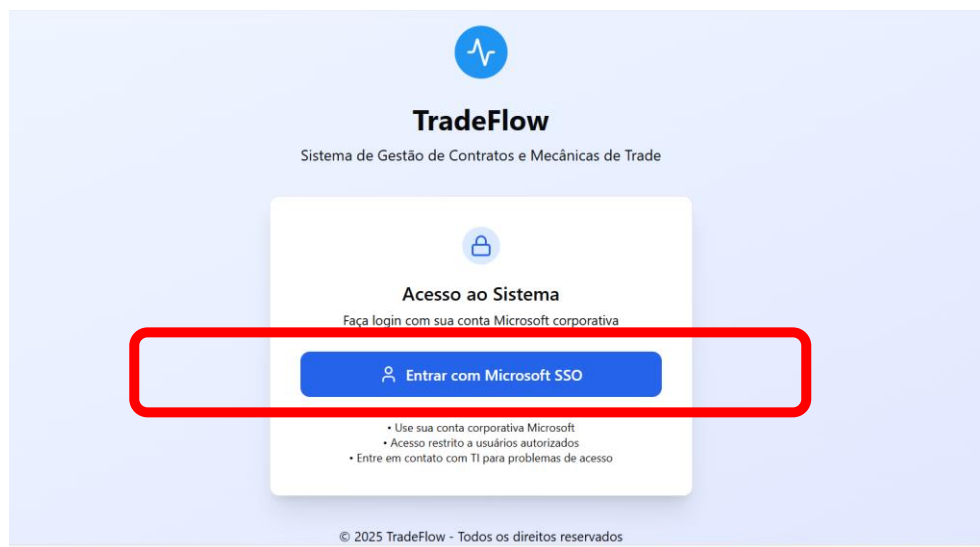 TradeFlow
Sistema de Gestão de Contratos e Mecânicas de Trade
Acesso ao Sistema
Faça login com sua conta Microsoft corporativa
Entrar com Microsoft SSO
• Use sua conta corporativa Microsoft
• Acesso restrito a usuários autorizados
• Entre em contato com TI para problemas de acesso
© 2025 TradeFlow - Todos os direitos reservados